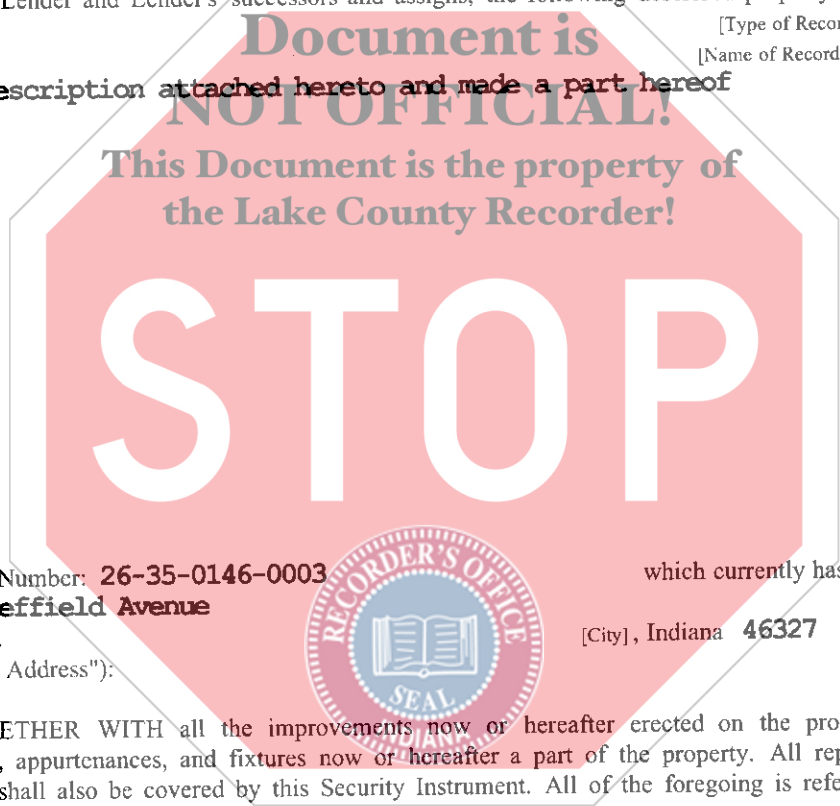 Lender and Lender's successors and assigns, the following described property
[Type of Recor
Document is
[Name of Record
escription attached hereto and made a part hereof
NOT OFFICIAL!
This Document is the property of
the Lake County Recorder!
STOP
Number: 26-35-0146-0003 which currently has
effield Avenue
[City], Indiana 46327
Address"):
RECORDER'S OFFICE
SEAL
INDIANA
ETHER WITH all the improvements now or hereafter erected on the pro
, appurtenances, and fixtures now or hereafter a part of the property. All rep
shall also be covered by this Security Instrument. All of the foregoing is refe